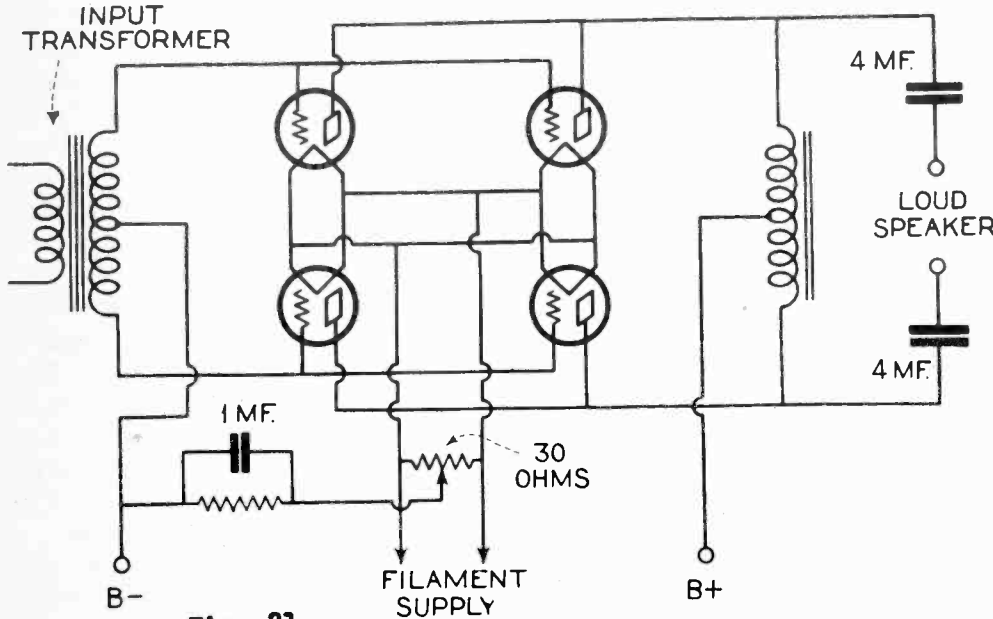 INPUT
TRANSFORMER
4 MF.
LOUD
SPEAKER
4 MF.
1 MF.
30
OHMS
B-
FILAMENT
SUPPLY
B+